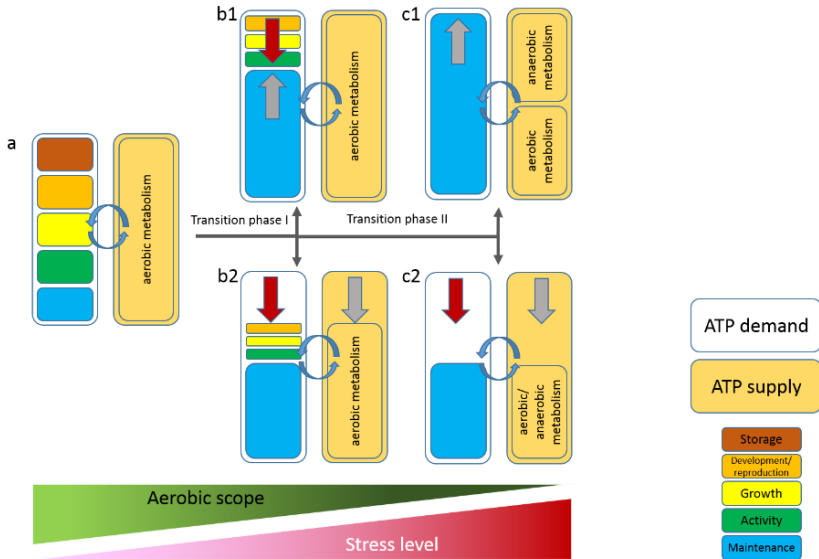 b1
c1
aerobic metabolism
anaerobic
metabolism
aerobic
metabolism
a
aerobic metabolism
Transition phase I
Transition phase II
b2
c2
aerobic metabolism
aerobic/
anaerobic
metabolism
ATP demand
ATP supply
Storage
Development/
reproduction
Growth
Activity
Maintenance
Aerobic scope
Stress level